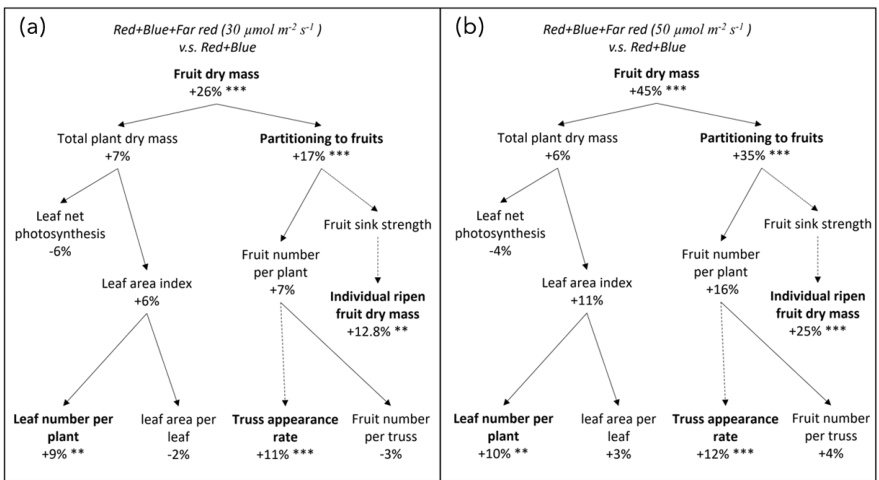 (a)
Red+Blue+Far red (30 µmol m⁻² s⁻¹ )
v.s. Red+Blue
Fruit dry mass
+26% ***
Total plant dry mass
+7%
Partitioning to fruits
+17% ***
Leaf net
photosynthesis
-6%
Fruit sink strength
Fruit number
per plant
+7%
Leaf area index
+6%
Individual ripen
fruit dry mass
+12.8% **
Leaf number per
plant
+9% **
leaf area per
leaf
-2%
Truss appearance
rate
+11% ***
Fruit number
per truss
-3%
(b)
Red+Blue+Far red (50 µmol m⁻² s⁻¹ )
v.s. Red+Blue
Fruit dry mass
+45% ***
Total plant dry mass
+6%
Partitioning to fruits
+35% ***
Leaf net
photosynthesis
-4%
Fruit sink strength
Fruit number
per plant
+16%
Leaf area index
+11%
Individual ripen
fruit dry mass
+25% ***
Leaf number per
plant
+10% **
leaf area per
leaf
+3%
Truss appearance
rate
+12% ***
Fruit number
per truss
+4%